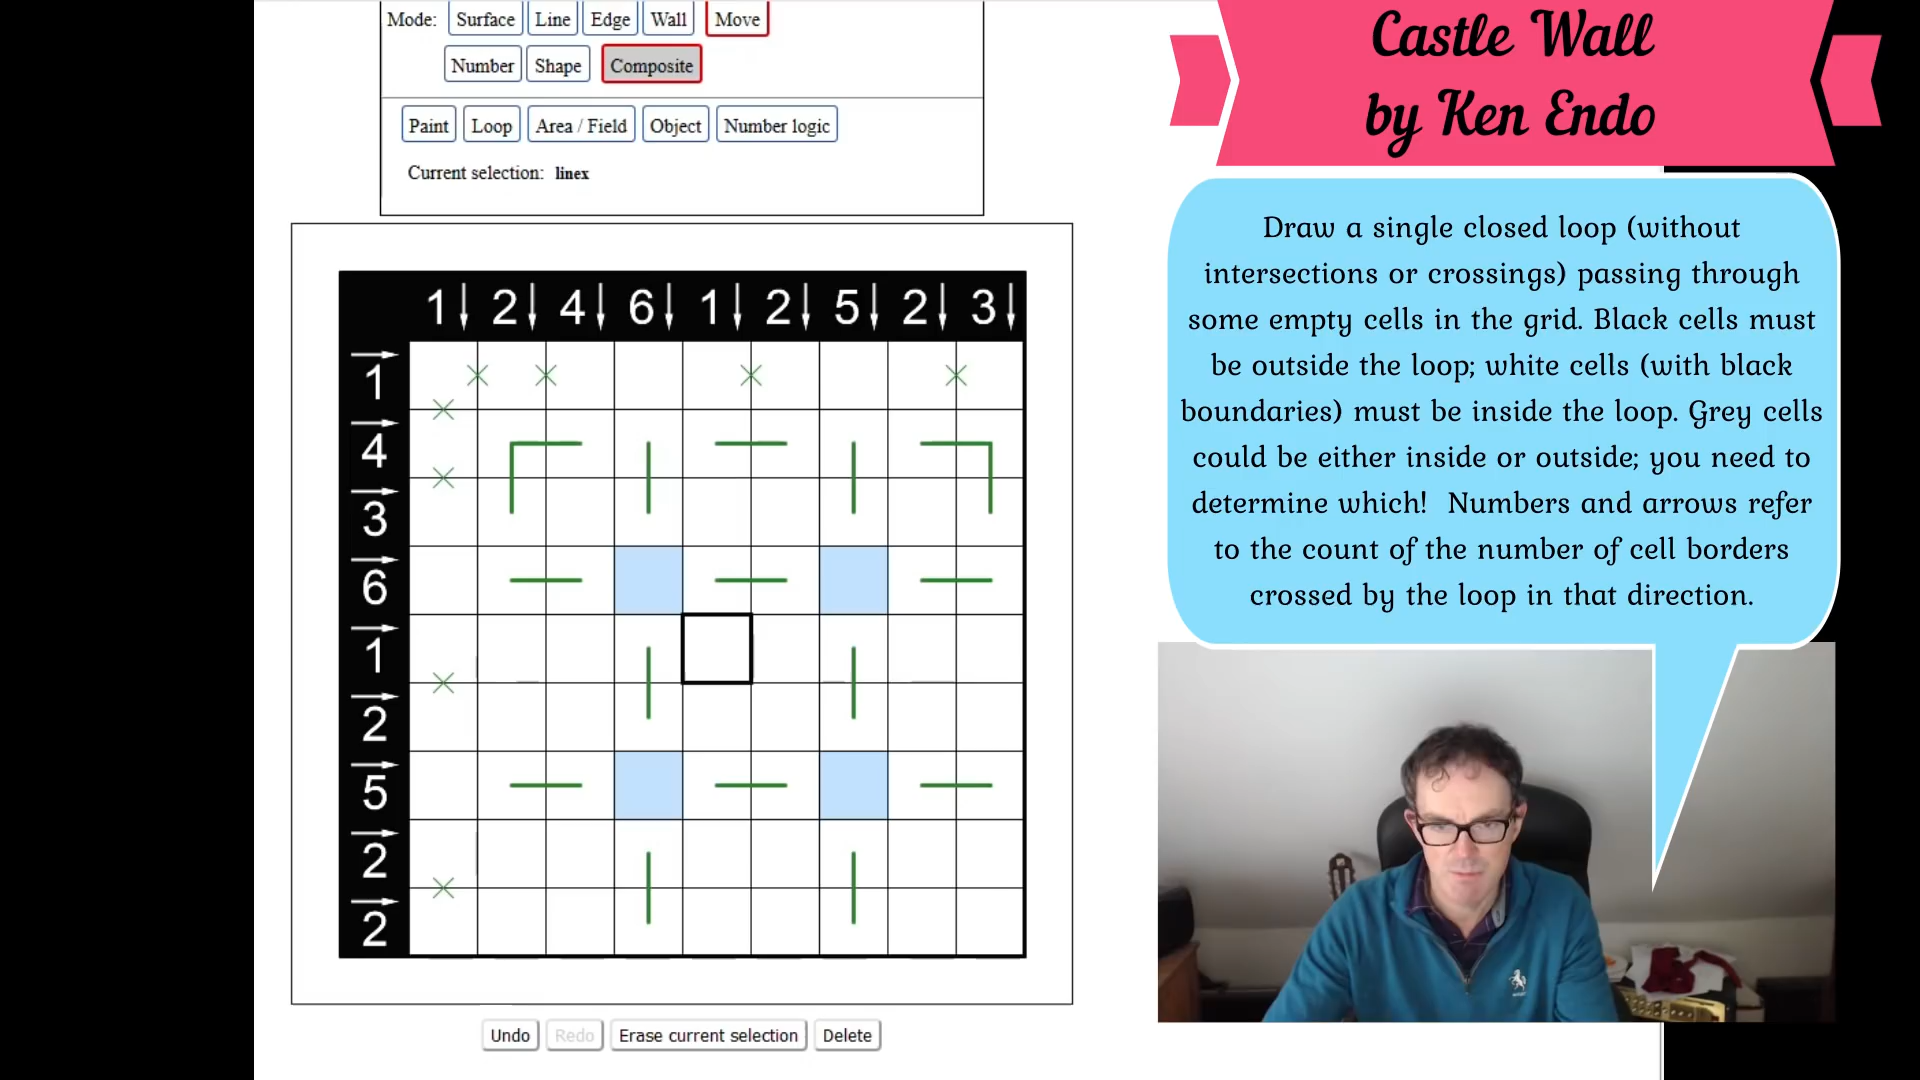 Mode: Surface Line Edge Wall Move
Number Shape Composite
Paint Loop Area / Field Object Number logic
Current selection: linex
1 2 4 6 1 2 5 2 3
1
4
3
6
1
2
5
2
2
Undo Redo Erase current selection Delete
Castle Wall
by Ken Endo
Draw a single closed loop (without
intersections or crossings) passing through
some empty cells in the grid. Black cells must
be outside the loop; white cells (with black
boundaries) must be inside the loop. Grey cells
could be either inside or outside; you need to
determine which! Numbers and arrows refer
to the count of the number of cell borders
crossed by the loop in that direction.